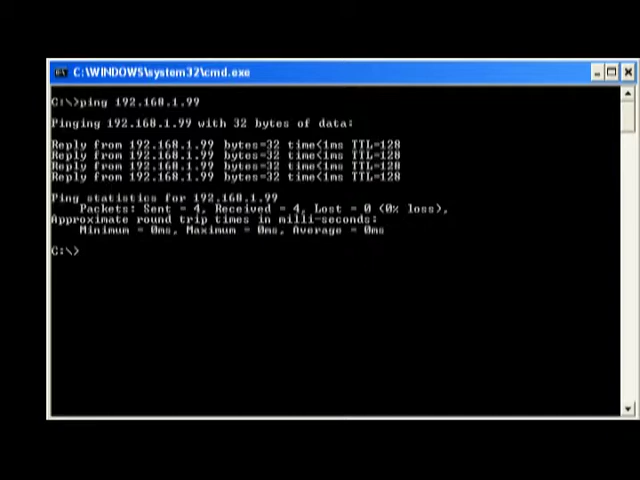 C:\WINDOWS\system32\cmd.exe
C:\>ping 192.168.1.99
Pinging 192.168.1.99 with 32 bytes of data:
Reply from 192.168.1.99 bytes=32 time<1ms TTL=128
Reply from 192.168.1.99 bytes=32 time<1ms TTL=128
Reply from 192.168.1.99 bytes=32 time<1ms TTL=128
Reply from 192.168.1.99 bytes=32 time<1ms TTL=128
Ping statistics for 192.168.1.99
Packets: Sent = 4, Received = 4, Lost = 0 (0% loss),
Approximate round trip times in milli-seconds:
Minimum = 0ms, Maximum = 0ms, Average = 0ms
C:\>